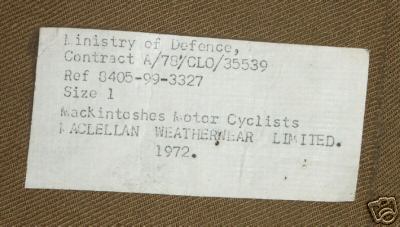 Ministry of Defence,
Contract A/78/CLO/35539
Ref 8405-99-3327
Size 1
Mackintoshes Motor Cyclists
MACLELLAN WEATHERWEAR LIMITED.
1972.